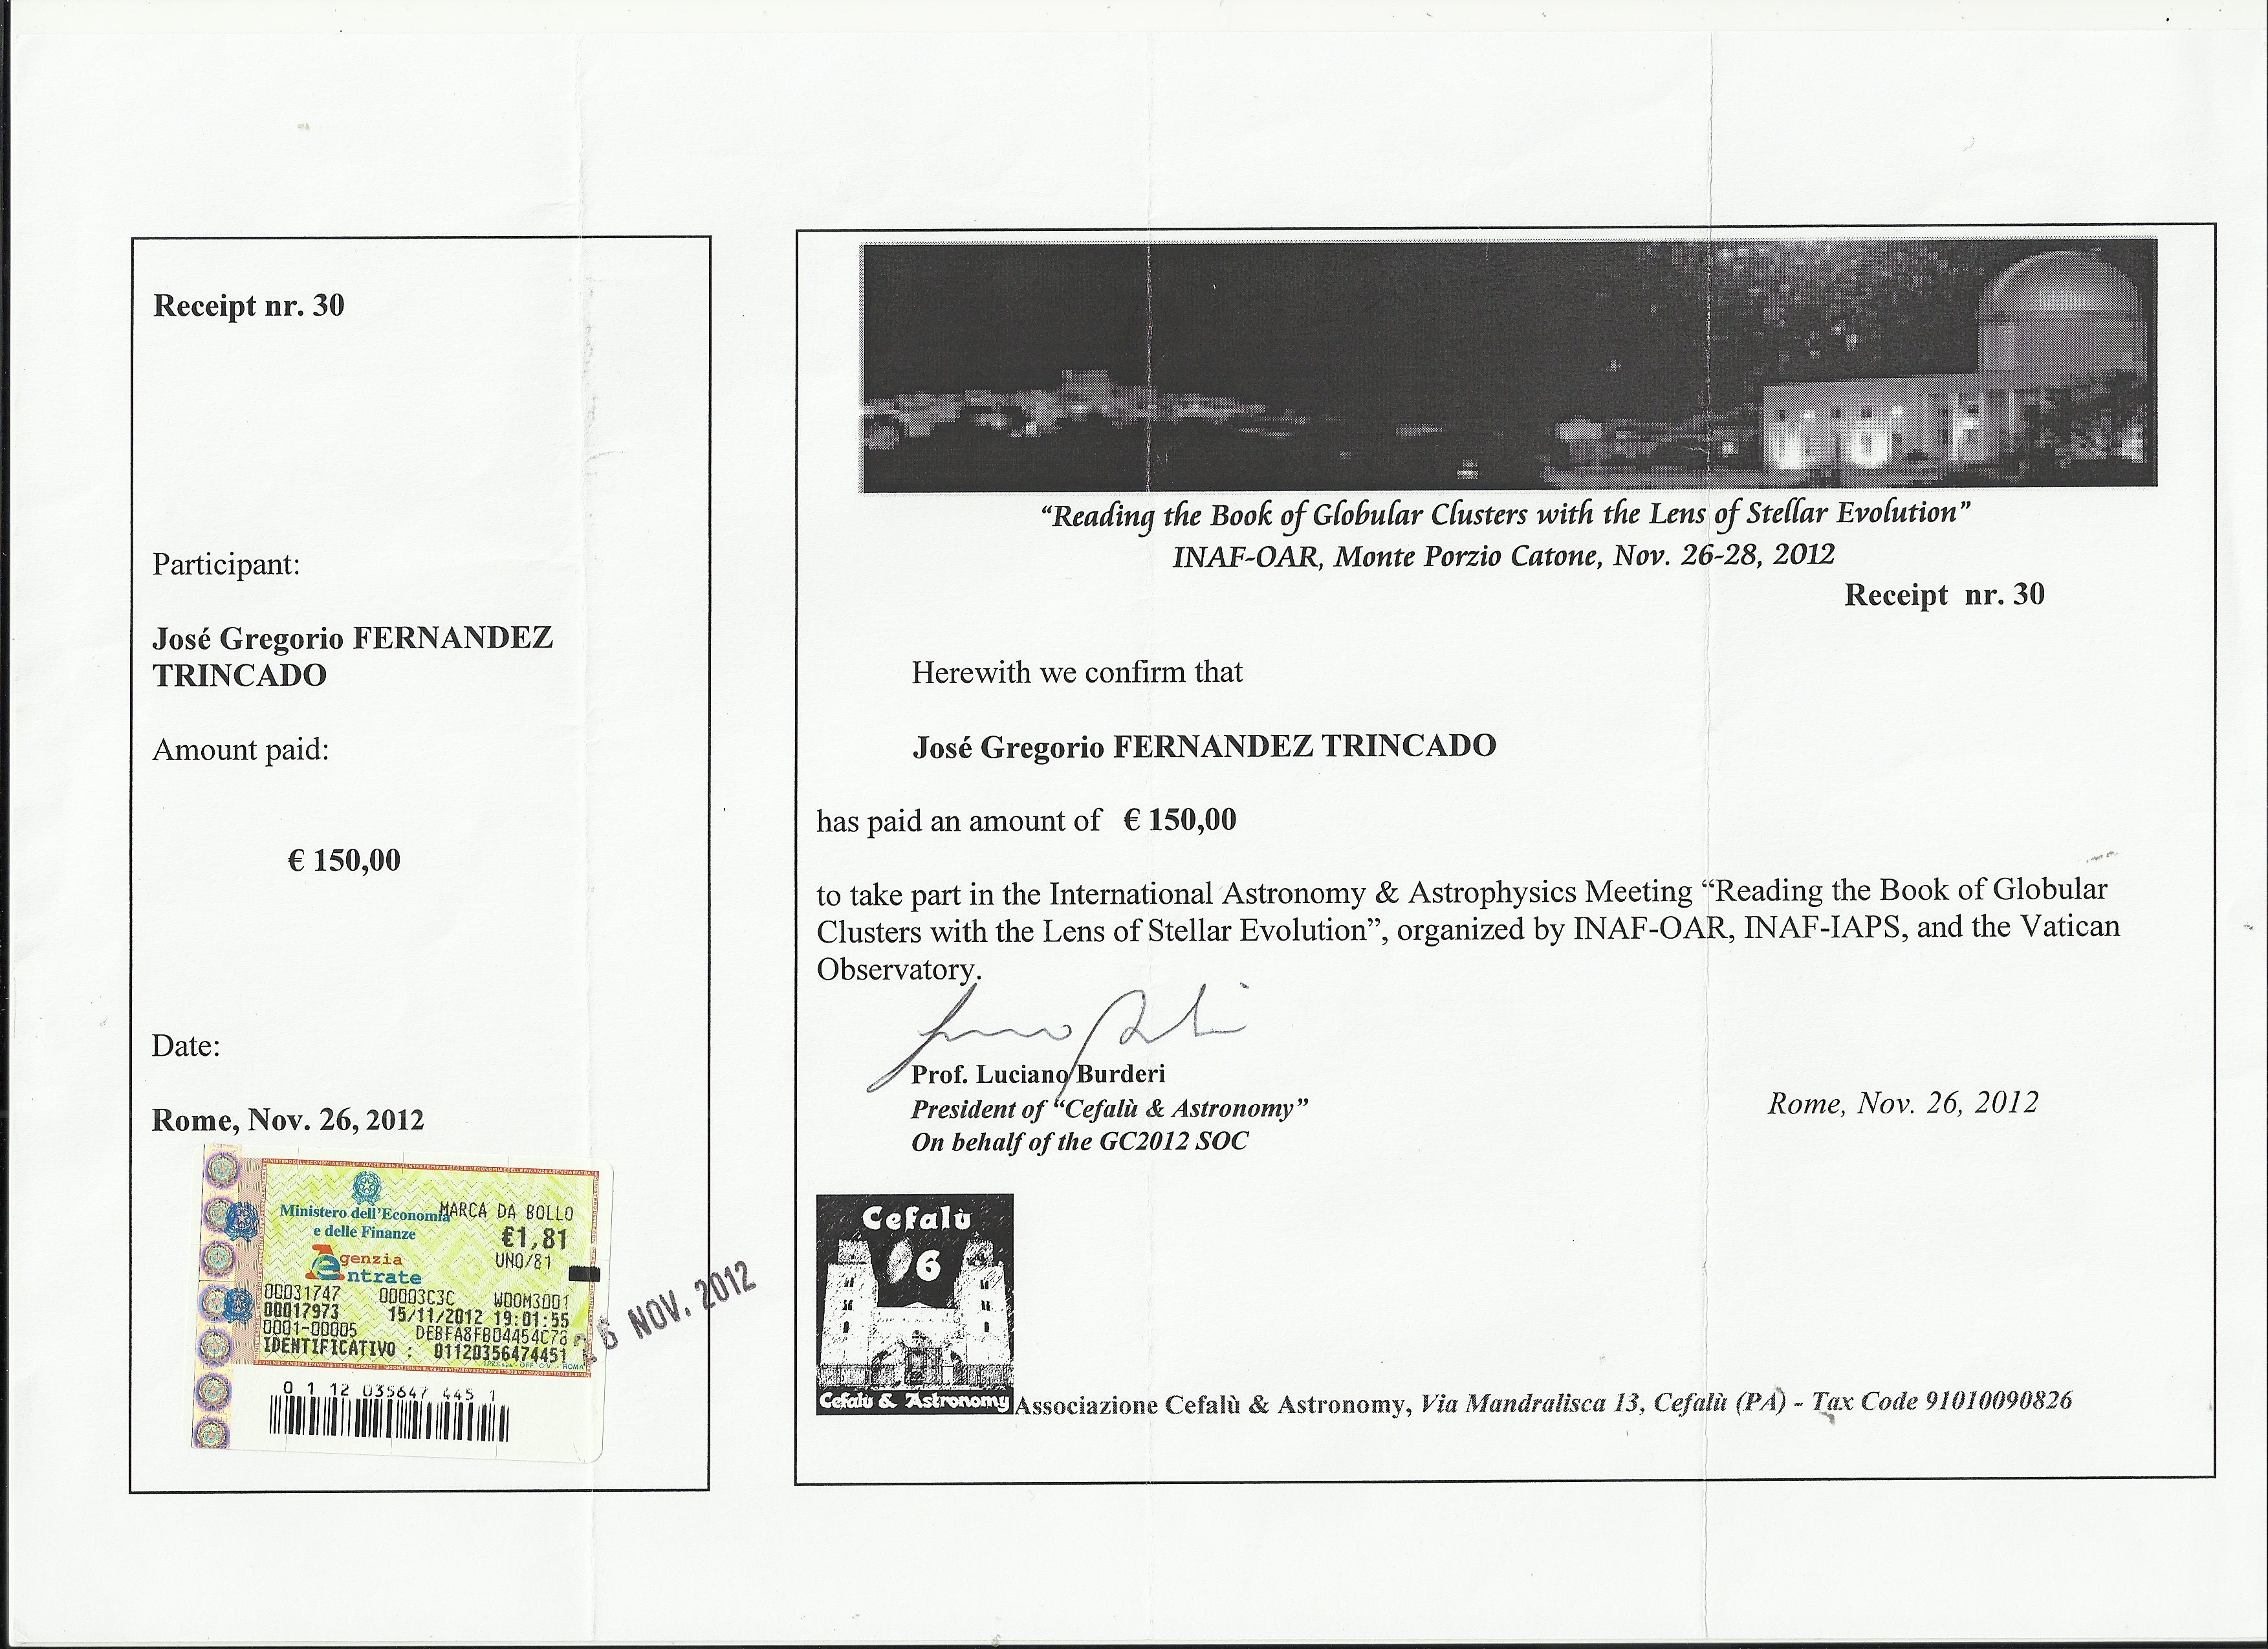 Receipt nr. 30
Participant:
José Gregorio FERNANDEZ
TRINCADO
Amount paid:
€ 150,00
Date:
Rome, Nov. 26, 2012
Ministero dell'Economia
e delle Finanze
MARCA DA BOLLO
€1,81
UNO/81
Agenzia
Entrate
00031747 00003C3C W00M3001
00017973 15/11/2012 19:01:55
0001-00005 DEBFA8FB04454C78
IDENTIFICATIVO : 01120356474451
0 1 12 035647 445 1
26 NOV. 2012
“Reading the Book of Globular Clusters with the Lens of Stellar Evolution”
INAF-OAR, Monte Porzio Catone, Nov. 26-28, 2012
Receipt nr. 30
Herewith we confirm that
José Gregorio FERNANDEZ TRINCADO
has paid an amount of € 150,00
to take part in the International Astronomy & Astrophysics Meeting “Reading the Book of Globular
Clusters with the Lens of Stellar Evolution”, organized by INAF-OAR, INAF-IAPS, and the Vatican
Observatory.
Prof. Luciano Burderi
President of “Cefalù & Astronomy”
On behalf of the GC2012 SOC
Rome, Nov. 26, 2012
Cefalù
06
Cefalù & Astronomy
Associazione Cefalù & Astronomy, Via Mandralisca 13, Cefalù (PA) - Tax Code 91010090826